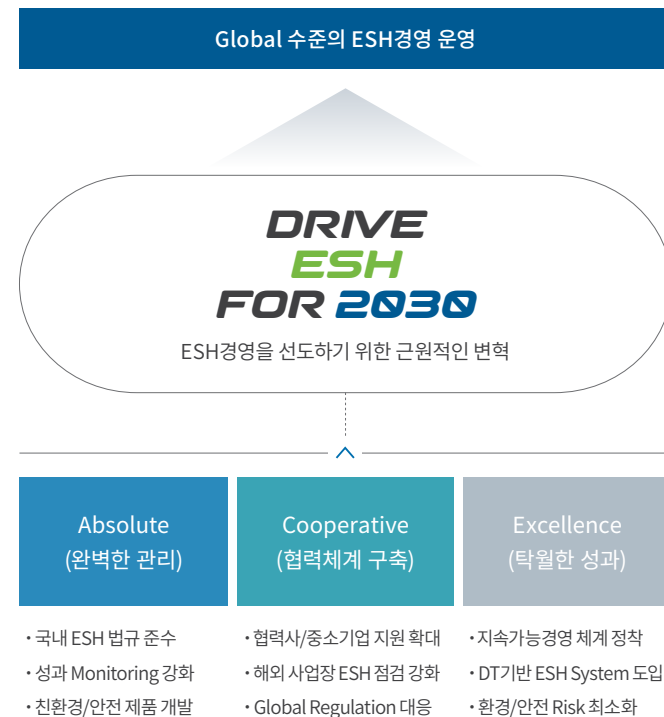 Global 수준의 ESH경영 운영
DRIVE
ESH
FOR 2030
ESH경영을 선도하기 위한 근원적인 변혁
Absolute
(완벽한 관리)
Cooperative
(협력체계 구축)
Excellence
(탁월한 성과)
· 국내 ESH 법규 준수
· 성과 Monitoring 강화
· 친환경/안전 제품 개발
· 협력사/중소기업 지원 확대
· 해외 사업장 ESH 점검 강화
· Global Regulation 대응
· 지속가능경영 체계 정착
· DT기반 ESH System 도입
· 환경/안전 Risk 최소화